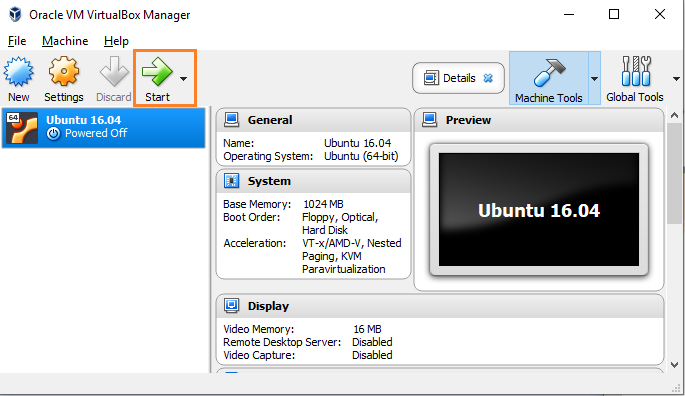 Oracle VM VirtualBox Manager
File Machine Help
New Settings Discard Start Details Machine Tools Global Tools
64 Ubuntu 16.04
Powered Off
General
Name: Ubuntu 16.04
Operating System: Ubuntu (64-bit)
System
Base Memory: 1024 MB
Boot Order: Floppy, Optical,
Hard Disk
Acceleration: VT-x/AMD-V, Nested
Paging, KVM
Paravirtualization
Preview
Ubuntu 16.04
Display
Video Memory: 16 MB
Remote Desktop Server: Disabled
Video Capture: Disabled